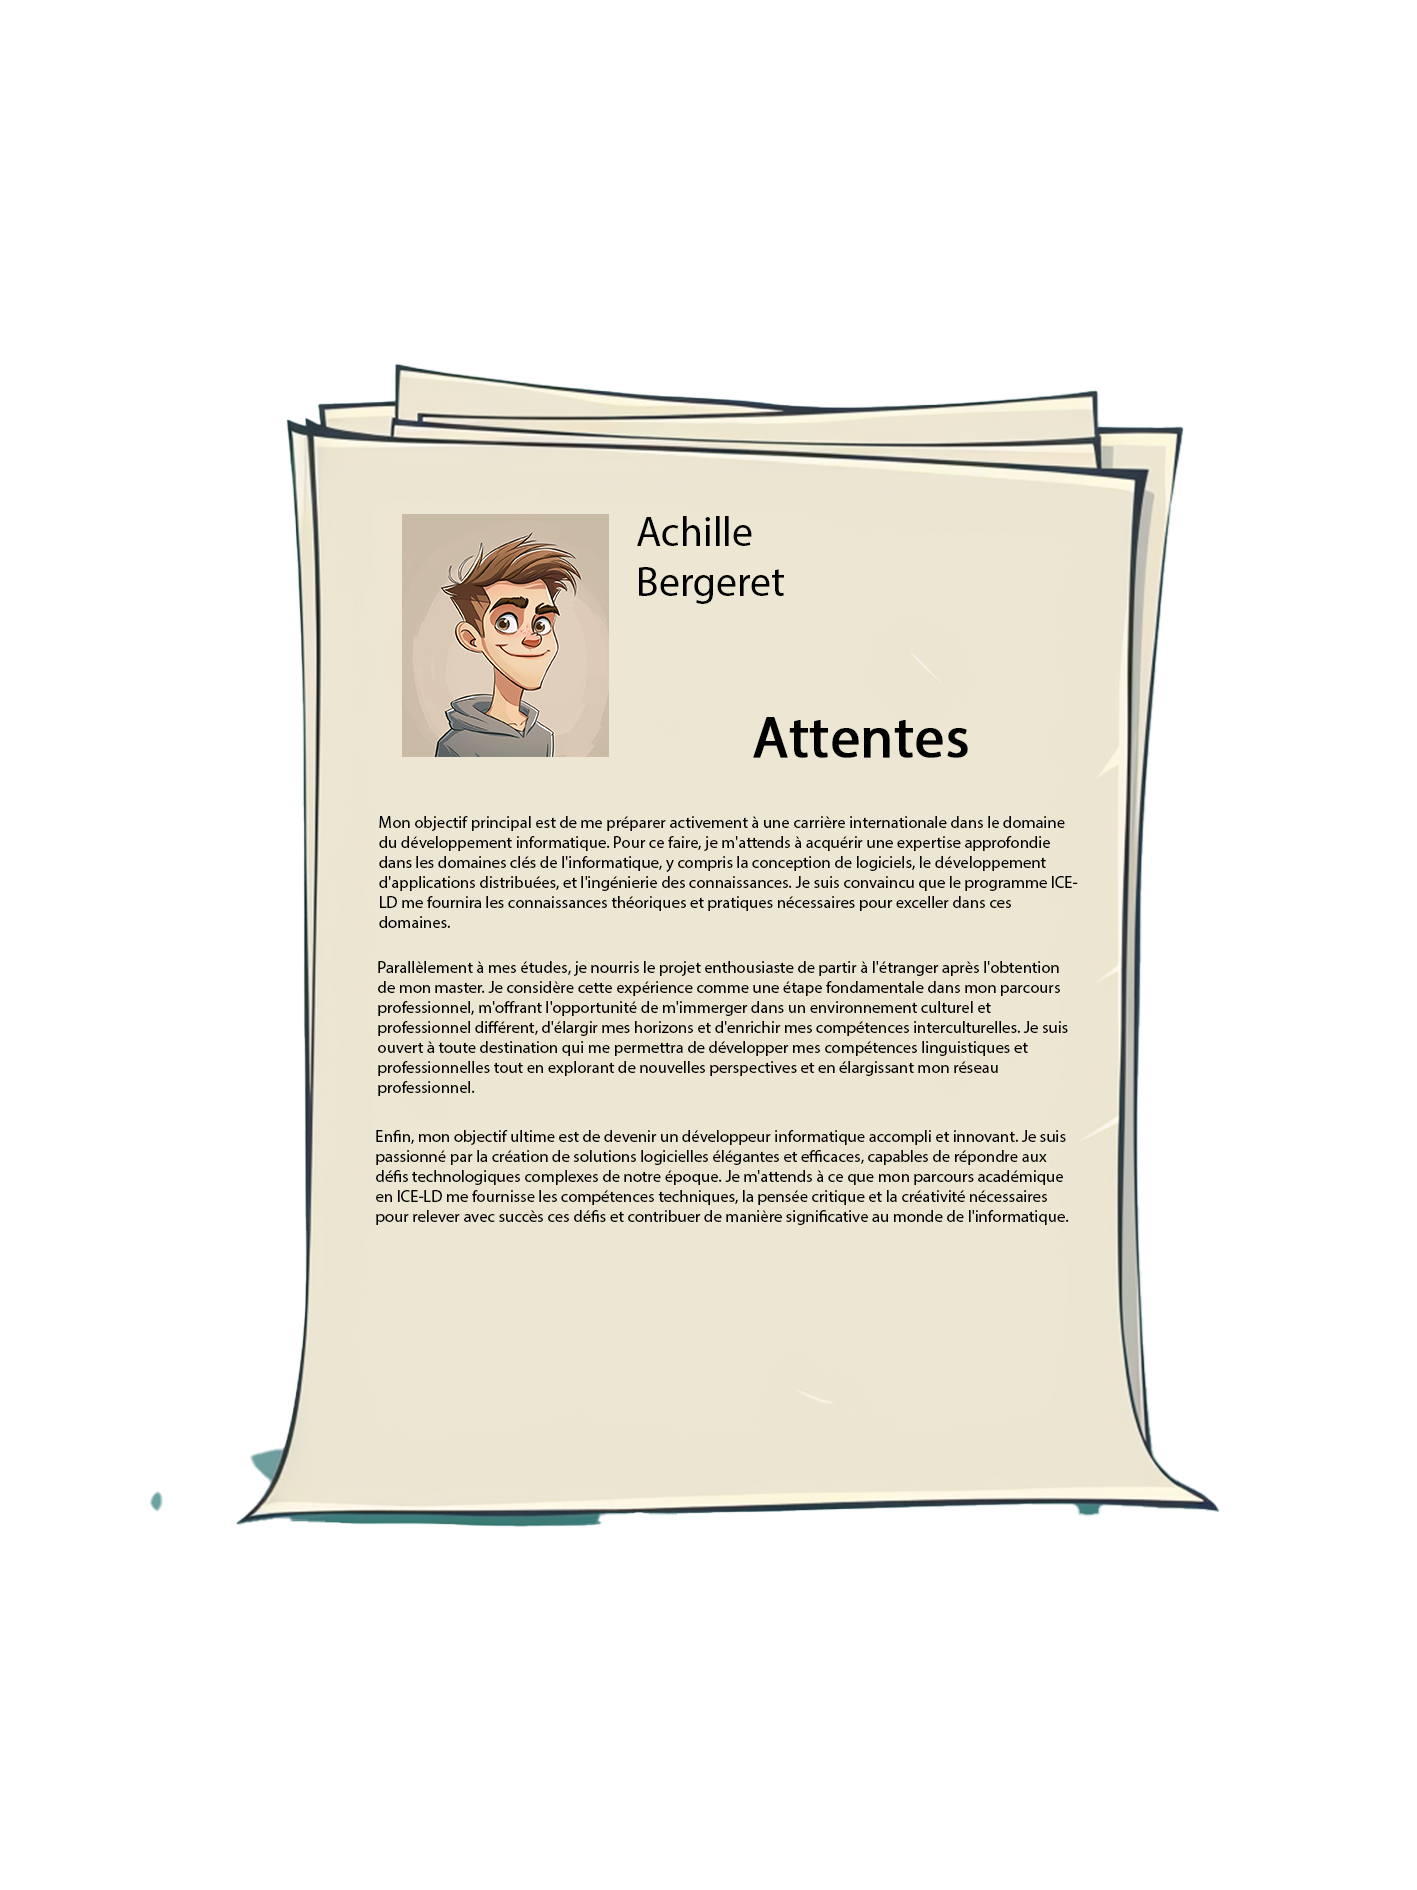 Achille
Bergeret
Attentes
Mon objectif principal est de me préparer activement à une carrière internationale dans le domaine
du développement informatique. Pour ce faire, je m'attends à acquérir une expertise approfondie
dans les domaines clés de l'informatique, y compris la conception de logiciels, le développement
d'applications distribuées, et l'ingénierie des connaissances. Je suis convaincu que le programme ICE-
LD me fournira les connaissances théoriques et pratiques nécessaires pour exceller dans ces
domaines.
Parallèlement à mes études, je nourris le projet enthousiaste de partir à l'étranger après l'obtention
de mon master. Je considère cette expérience comme une étape fondamentale dans mon parcours
professionnel, m'offrant l'opportunité de m'immerger dans un environnement culturel et
professionnel différent, d'élargir mes horizons et d'enrichir mes compétences interculturelles. Je suis
ouvert à toute destination qui me permettra de développer mes compétences linguistiques et
professionnelles tout en explorant de nouvelles perspectives et en élargissant mon réseau
professionnel.
Enfin, mon objectif ultime est de devenir un développeur informatique accompli et innovant. Je suis
passionné par la création de solutions logicielles élégantes et efficaces, capables de répondre aux
défis technologiques complexes de notre époque. Je m'attends à ce que mon parcours académique
en ICE-LD me fournisse les compétences techniques, la pensée critique et la créativité nécessaires
pour relever avec succès ces défis et contribuer de manière significative au monde de l'informatique.